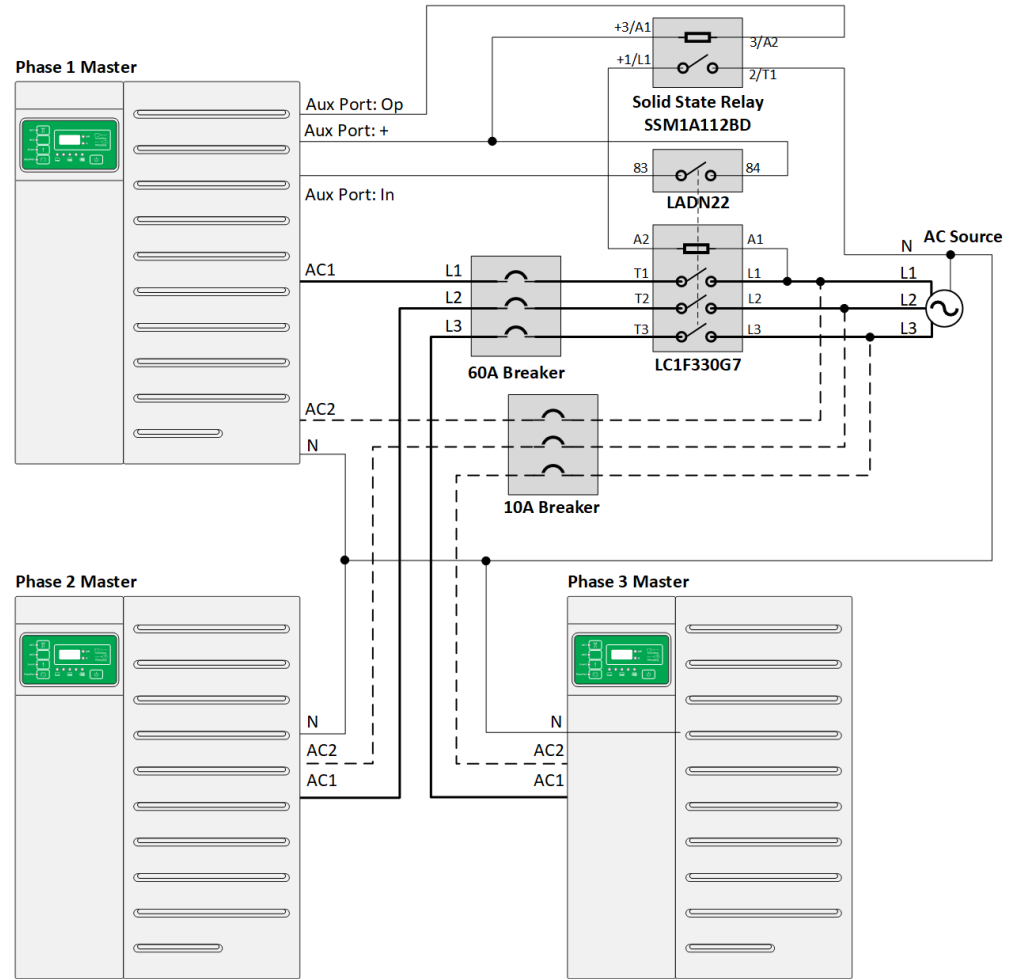 +3/A1
3/A2
+1/L1
2/T1
Phase 1 Master
Solid State Relay
SSM1A112BD
Aux Port: Op
Aux Port: +
83
84
Aux Port: In
LADN22
A2
A1
N
AC Source
AC1
L1
T1
L1
L1
L2
T2
L2
L2
L3
T3
L3
L3
60A Breaker
LC1F330G7
AC2
N
10A Breaker
Phase 2 Master
Phase 3 Master
N
N
AC2
AC2
AC1
AC1